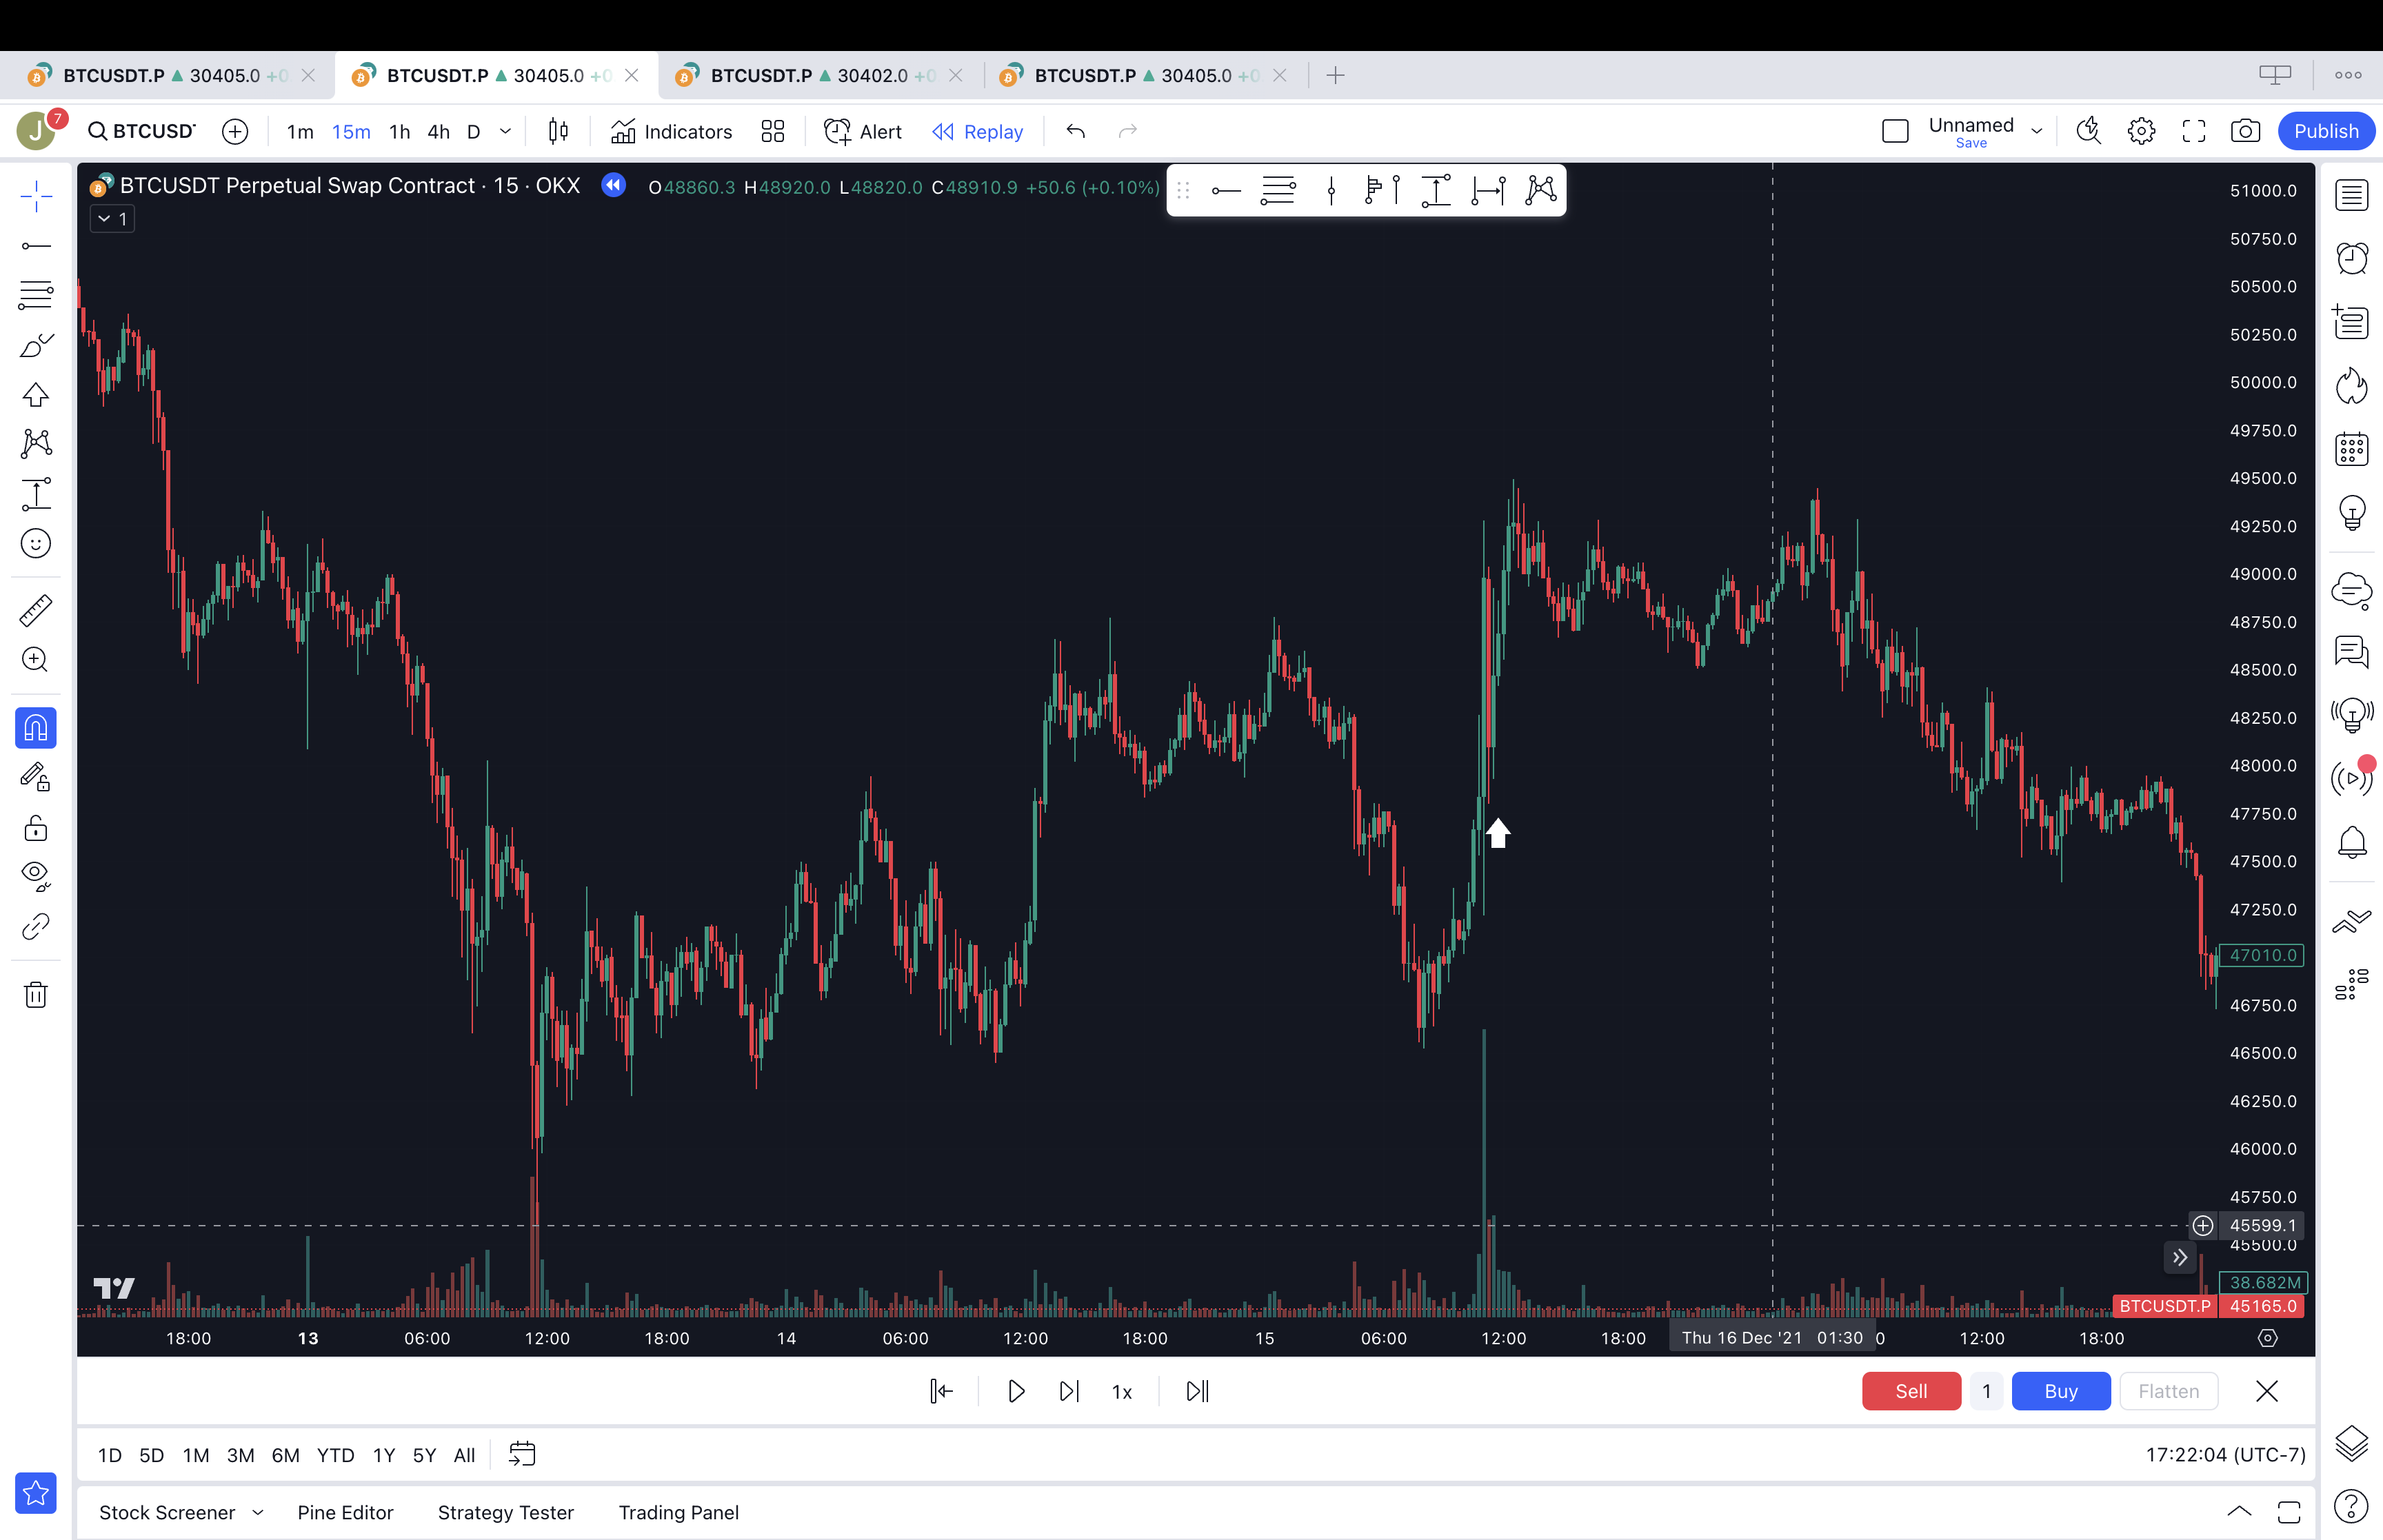 BTCUSDT.P 30405.0 +0 BTCUSDT.P 30405.0 +0 BTCUSDT.P 30402.0 +0 BTCUSDT.P 30405.0 +0
J 7 BTCUSD 1m 15m 1h 4h D Indicators Alert Replay Unnamed Publish
Save
BTCUSDT Perpetual Swap Contract · 15 · OKX O48860.3 H48920.0 L48820.0 C48910.9 +50.6 (+0.10%)
1
51000.0
50750.0
50500.0
50250.0
50000.0
49750.0
49500.0
49250.0
49000.0
48750.0
48500.0
48250.0
48000.0
47750.0
47500.0
47250.0
47010.0
46750.0
46500.0
46250.0
46000.0
45750.0
45599.1
45500.0
38.682M
BTCUSDT.P 45165.0
18:00 13 06:00 12:00 18:00 14 06:00 12:00 18:00 15 06:00 12:00 18:00 Thu 16 Dec '21 01:30 0 12:00 18:00
1x Sell 1 Buy Flatten
1D 5D 1M 3M 6M YTD 1Y 5Y All 17:22:04 (UTC-7)
Stock Screener Pine Editor Strategy Tester Trading Panel